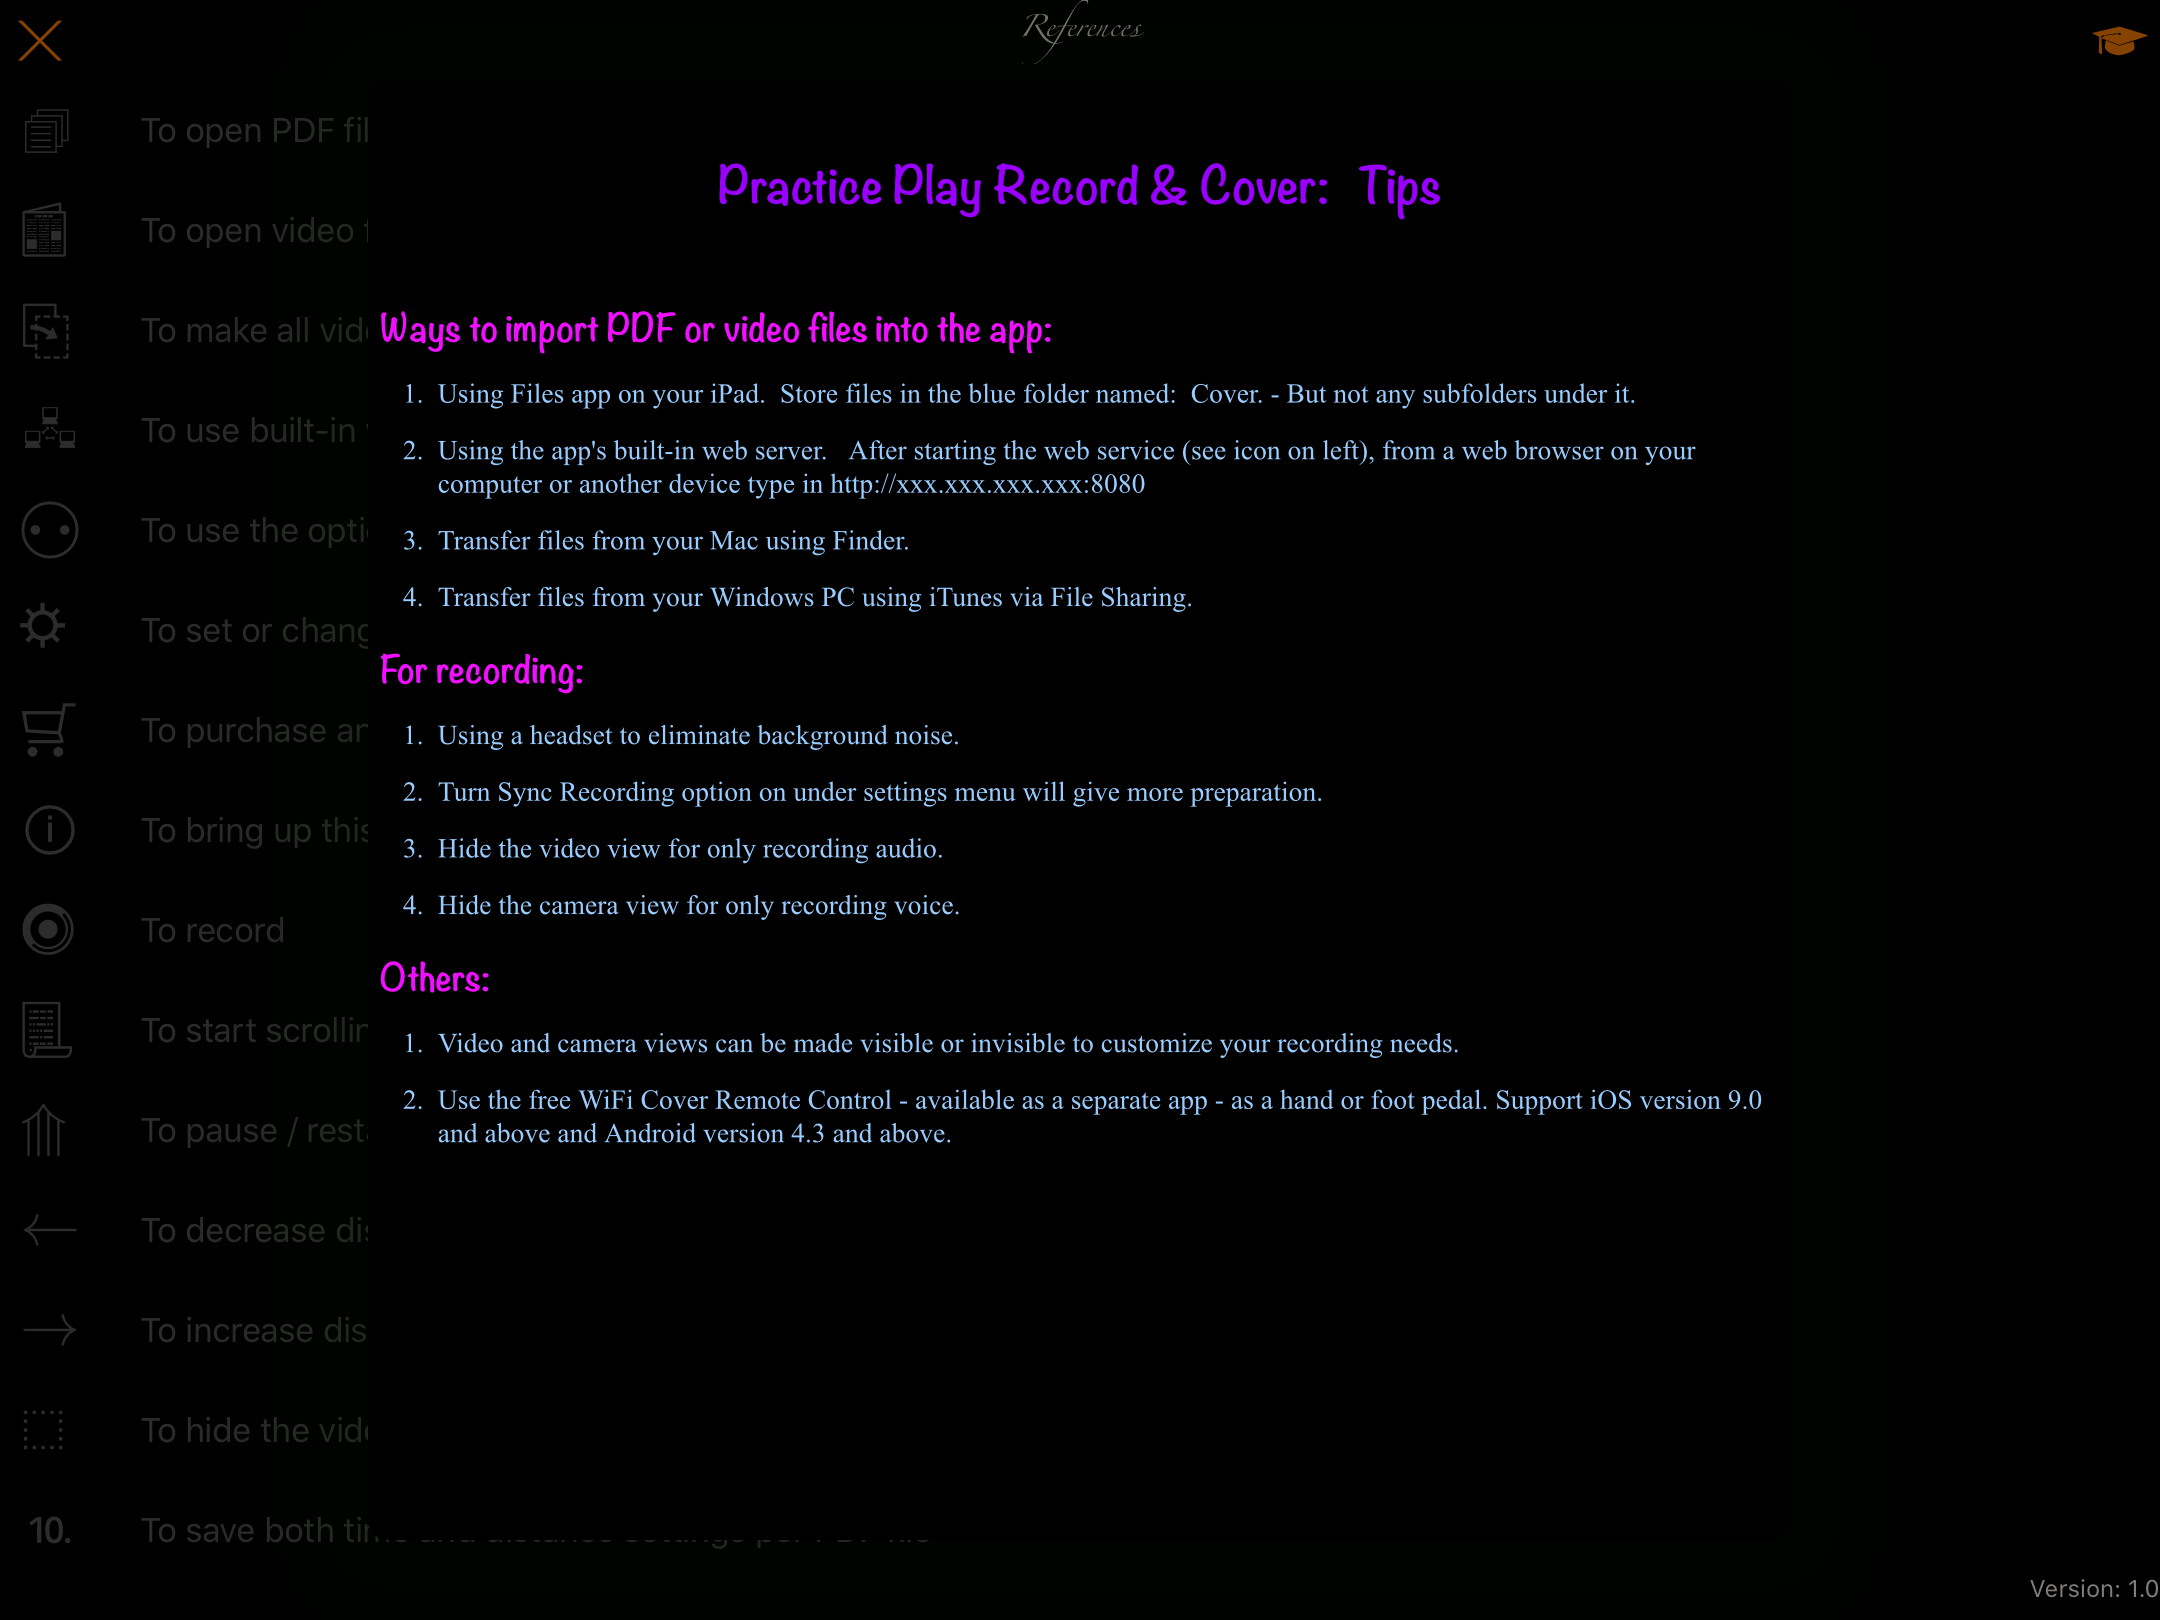 References
To open PDF fil
To open video f
To make all vid
To use built-in
To use the opti
To set or chang
To purchase an
To bring up this
To record
To start scrollin
To pause / rest
To decrease dis
To increase dis
To hide the vid
10. To save both time and distance settings per PDF file
Practice Play Record & Cover: Tips
Ways to import PDF or video files into the app:
1. Using Files app on your iPad. Store files in the blue folder named: Cover. - But not any subfolders under it.
2. Using the app's built-in web server. After starting the web service (see icon on left), from a web browser on your
computer or another device type in http://xxx.xxx.xxx.xxx:8080
3. Transfer files from your Mac using Finder.
4. Transfer files from your Windows PC using iTunes via File Sharing.
For recording:
1. Using a headset to eliminate background noise.
2. Turn Sync Recording option on under settings menu will give more preparation.
3. Hide the video view for only recording audio.
4. Hide the camera view for only recording voice.
Others:
1. Video and camera views can be made visible or invisible to customize your recording needs.
2. Use the free WiFi Cover Remote Control - available as a separate app - as a hand or foot pedal. Support iOS version 9.0
and above and Android version 4.3 and above.
Version: 1.0